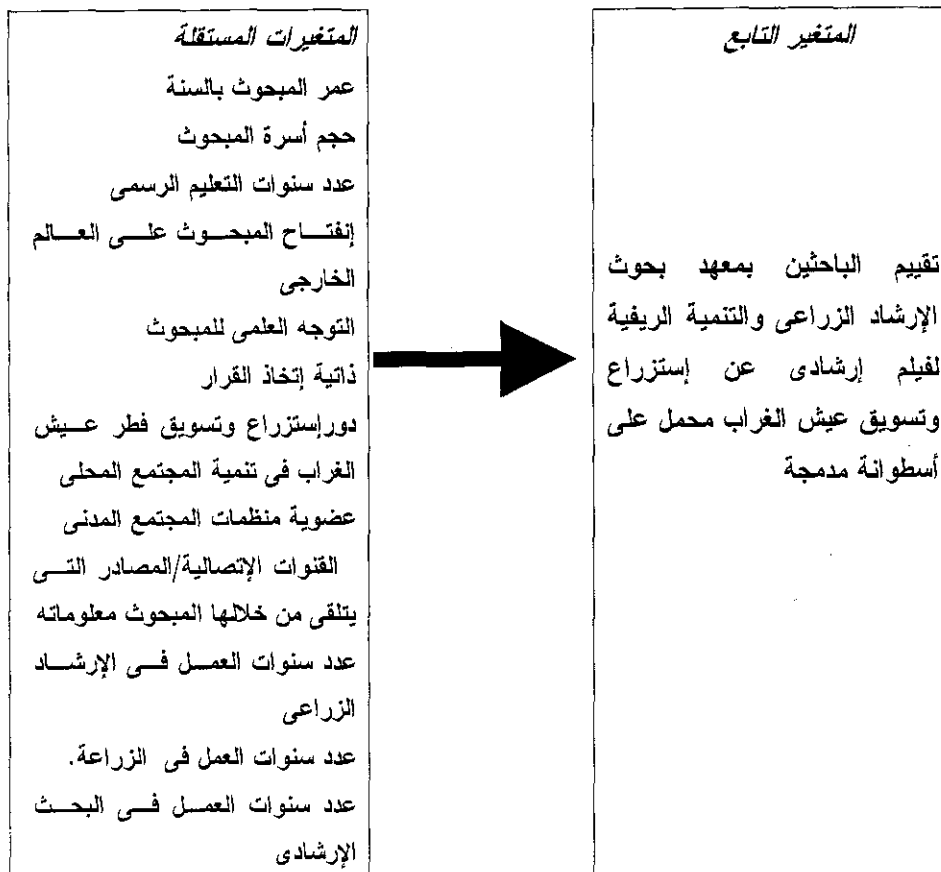 المتغيرات المستقلة
عمر المبحوث بالسنة
حجم أسرة المبحوث
عدد سنوات التعليم الرسمى
إنفتاح المبحوث على العالم
الخارجى
التوجه العلمى للمبحوث
ذاتية إتخاذ القرار
دورإستزراع وتسويق فطر عيش
الغراب فى تنمية المجتمع المحلى
عضوية منظمات المجتمع المدنى
القنوات الإتصالية/المصادر التى
يتلقى من خلالها المبحوث معلوماته
عدد سنوات العمل فى الإرشاد
الزراعى
عدد سنوات العمل فى الزراعة.
عدد سنوات العمل فى البحث
الإرشادى
المتغير التابع
تقييم الباحثين بمعهد بحوث
الإرشاد الزراعى والتنمية الريفية
لفيلم إرشادى عن إستزراع
وتسويق عيش الغراب محمل على
أسطوانة مدمجة